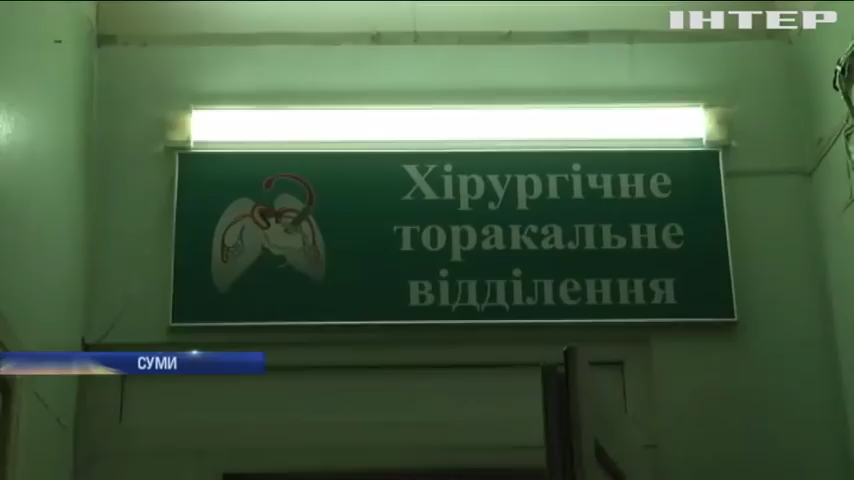 ІНТЕР
Хірургічне
торакальне
відділення
СУМИ